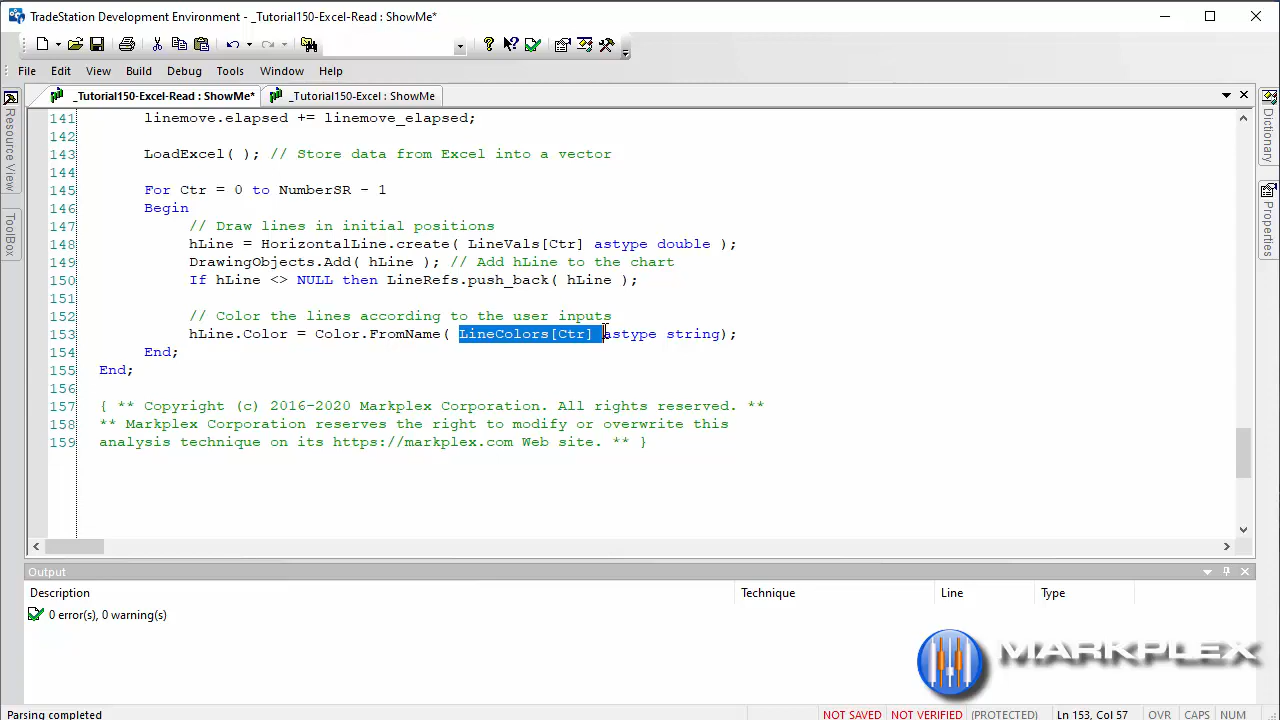 TradeStation Development Environment - _Tutorial150-Excel-Read : ShowMe*
File Edit View Build Debug Tools Window Help
_Tutorial150-Excel-Read : ShowMe* _Tutorial150-Excel : ShowMe
Resource View
ToolBox
Dictionary
Properties
141 linemove.elapsed += linemove_elapsed;
142
143 LoadExcel( ); // Store data from Excel into a vector
144
145 For Ctr = 0 to NumberSR - 1
146 Begin
147 // Draw lines in initial positions
148 hLine = HorizontalLine.create( LineVals[Ctr] astype double );
149 DrawingObjects.Add( hLine ); // Add hLine to the chart
150 If hLine <> NULL then LineRefs.push_back( hLine );
151
152 // Color the lines according to the user inputs
153 hLine.Color = Color.FromName( LineColors[Ctr] astype string);
154 End;
155 End;
156
157 { ** Copyright (c) 2016-2020 Markplex Corporation. All rights reserved. **
158 ** Markplex Corporation reserves the right to modify or overwrite this
159 analysis technique on its https://markplex.com Web site. ** }
Output
Description Technique Line Type
0 error(s), 0 warning(s)
MARKPLEX
Parsing completed NOT SAVED NOT VERIFIED (PROTECTED) Ln 153, Col 57 OVR CAPS NUM